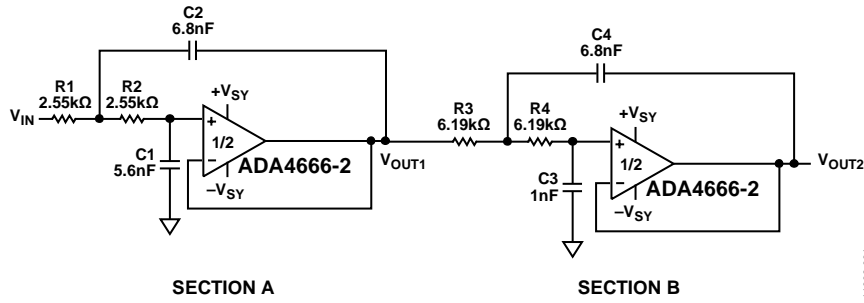 C2
6.8nF
C4
6.8nF
R1
2.55kΩ
R2
2.55kΩ
+VSY
R3
6.19kΩ
R4
6.19kΩ
+VSY
VIN
+
1/2
–
ADA4666-2
C1
5.6nF
–VSY
VOUT1
+
1/2
–
ADA4666-2
C3
1nF
–VSY
VOUT2
SECTION A
SECTION B